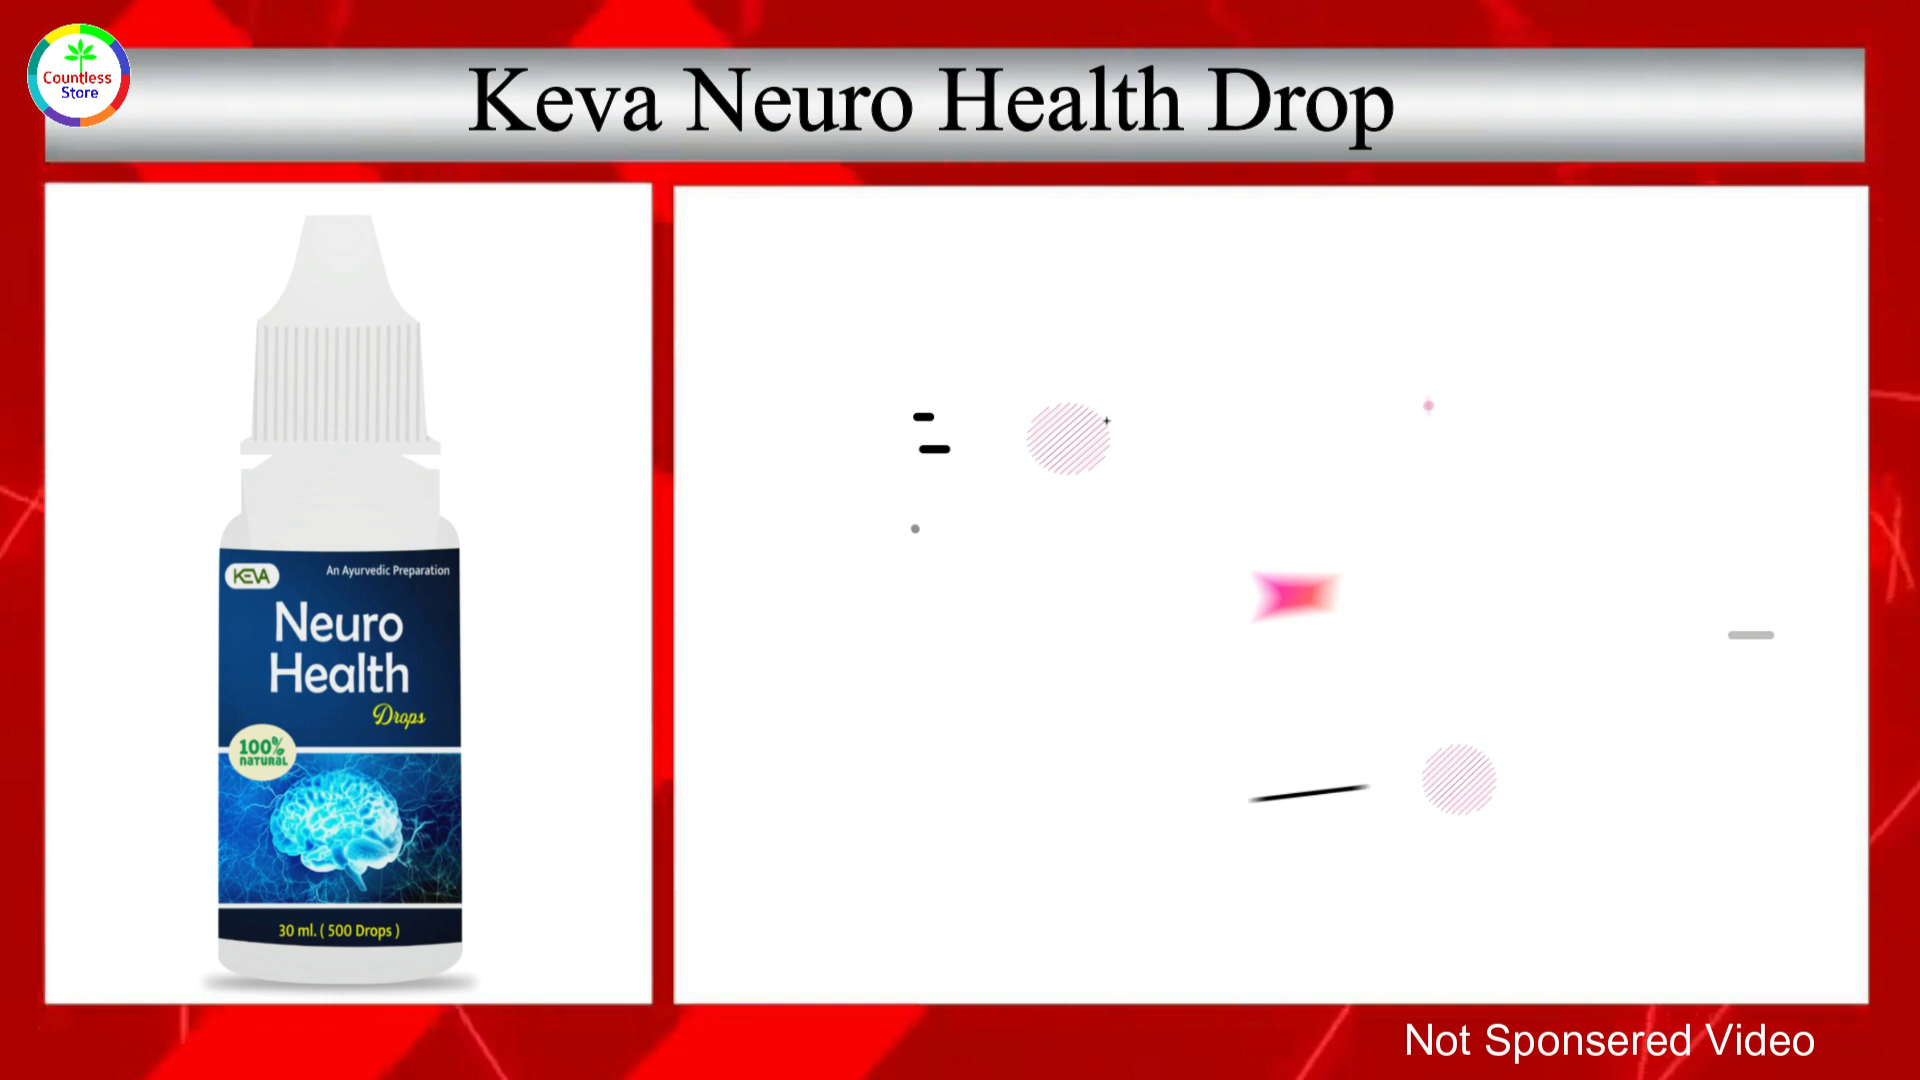 Countless
Store
Keva Neuro Health Drop
KEVA
An Ayurvedic Preparation
Neuro
Health
Drops
100%
NATURAL
30 ml. ( 500 Drops )
Not Sponsered Video